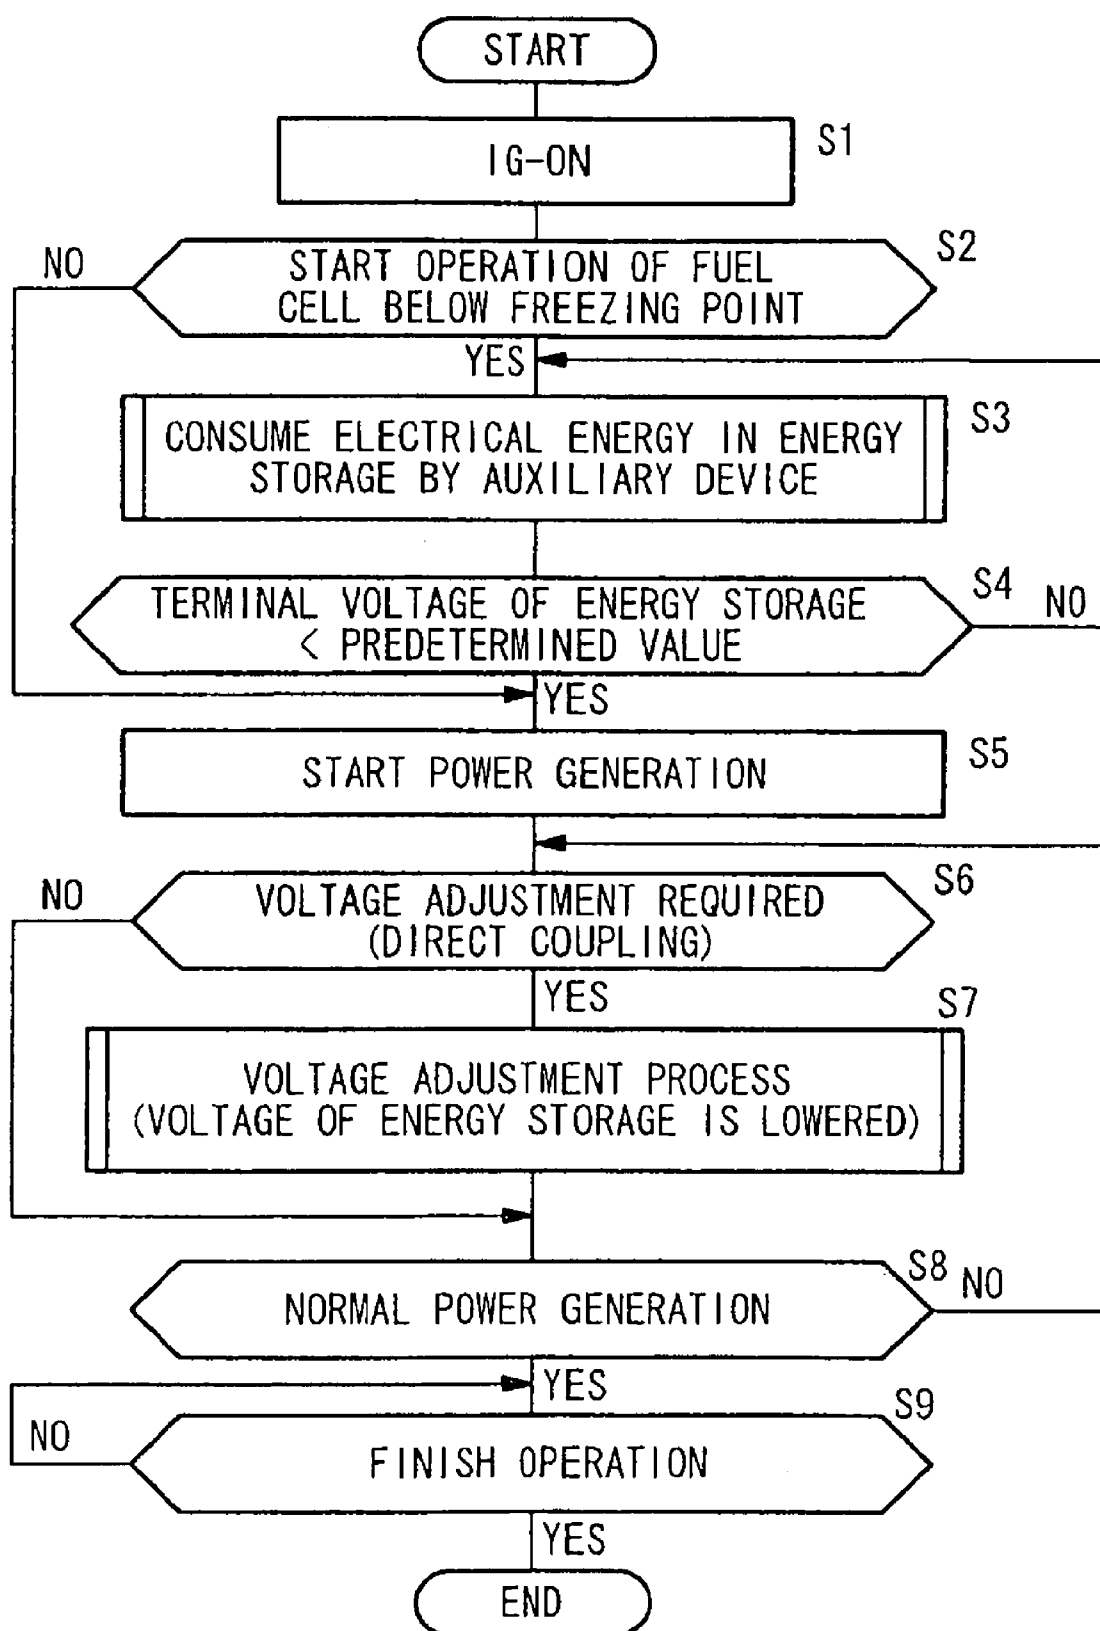 START
IG-ON
S1
NO
START OPERATION OF FUEL
CELL BELOW FREEZING POINT
S2
YES
CONSUME ELECTRICAL ENERGY IN ENERGY
STORAGE BY AUXILIARY DEVICE
S3
TERMINAL VOLTAGE OF ENERGY STORAGE
< PREDETERMINED VALUE
S4
NO
YES
START POWER GENERATION
S5
NO
VOLTAGE ADJUSTMENT REQUIRED
(DIRECT COUPLING)
S6
YES
S7
VOLTAGE ADJUSTMENT PROCESS
(VOLTAGE OF ENERGY STORAGE IS LOWERED)
S8
NO
NORMAL POWER GENERATION
YES
S9
NO
FINISH OPERATION
YES
END